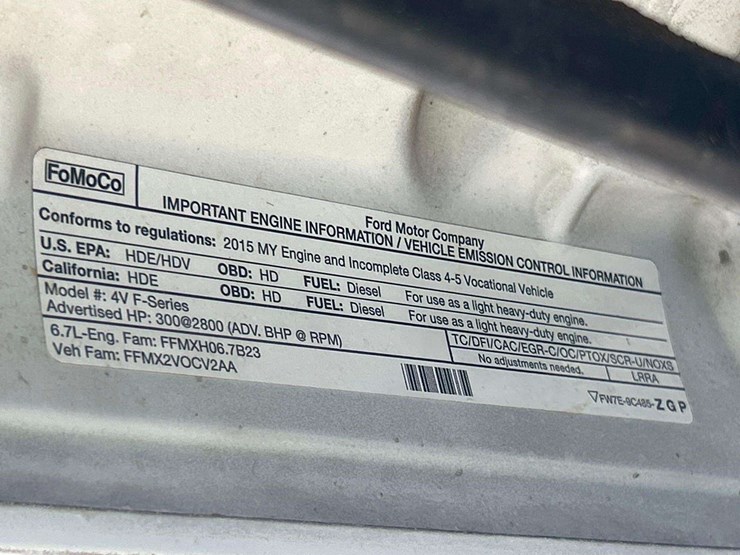 FoMoCo
Ford Motor Company
IMPORTANT ENGINE INFORMATION / VEHICLE EMISSION CONTROL INFORMATION
Conforms to regulations: 2015 MY Engine and Incomplete Class 4-5 Vocational Vehicle
U.S. EPA: HDE/HDV OBD: HD FUEL: Diesel For use as a light heavy-duty engine.
California: HDE OBD: HD FUEL: Diesel For use as a light heavy-duty engine.
Model #: 4V F-Series
TC/DFI/CAC/EGR-C/OC/PTOX/SCR-U/NOXS
Advertised HP: 300@2800 (ADV. BHP @ RPM)
No adjustments needed. LRRA
6.7L-Eng. Fam: FFMXH06.7B23
Veh Fam: FFMX2VOCV2AA
▽FW7E-9C485-ZGP